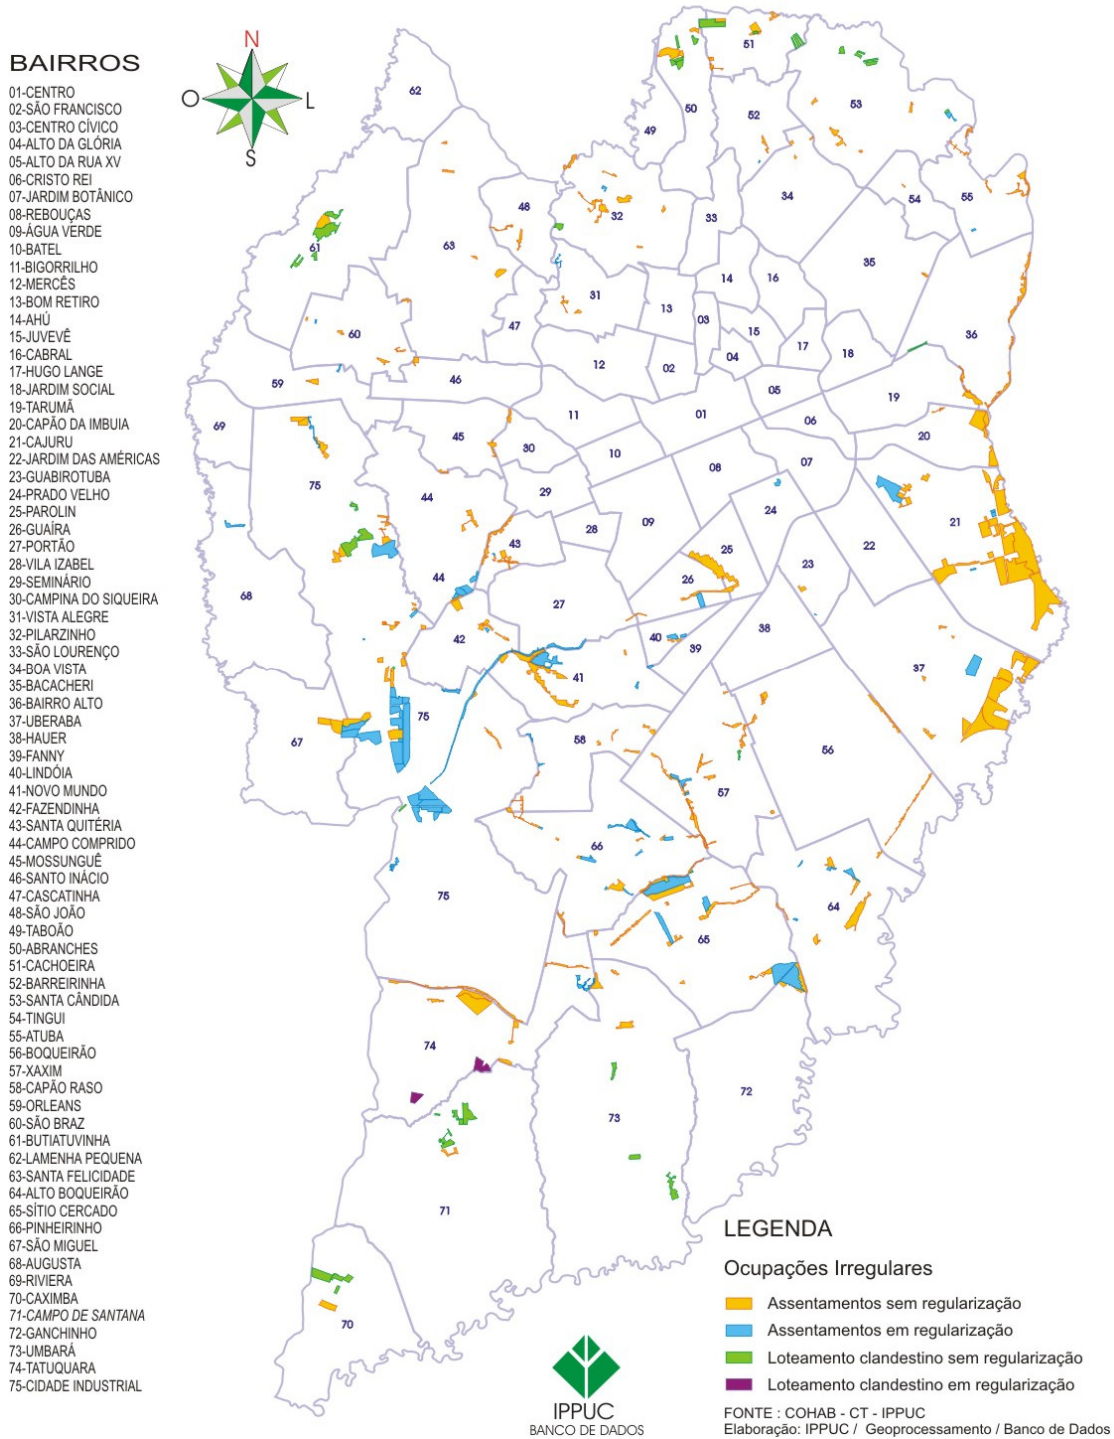 BAIRROS
01-CENTRO
02-SÃO FRANCISCO
03-CENTRO CÍVICO
04-ALTO DA GLÓRIA
05-ALTO DA RUA XV
06-CRISTO REI
07-JARDIM BOTÂNICO
08-REBOUÇAS
09-ÁGUA VERDE
10-BATEL
11-BIGORRILHO
12-MERCÊS
13-BOM RETIRO
14-AHÚ
15-JUVEVÊ
16-CABRAL
17-HUGO LANGE
18-JARDIM SOCIAL
19-TARUMÃ
20-CAPÃO DA IMBUIA
21-CAJURU
22-JARDIM DAS AMÉRICAS
23-GUABIROTUBA
24-PRADO VELHO
25-PAROLIN
26-GUAÍRA
27-PORTÃO
28-VILA IZABEL
29-SEMINÁRIO
30-CAMPINA DO SIQUEIRA
31-VISTA ALEGRE
32-PILARZINHO
33-SÃO LOURENÇO
34-BOA VISTA
35-BACACHERI
36-BAIRRO ALTO
37-UBERABA
38-HAUER
39-FANNY
40-LINDÓIA
41-NOVO MUNDO
42-FAZENDINHA
43-SANTA QUITÉRIA
44-CAMPO COMPRIDO
45-MOSSUNGUÊ
46-SANTO INÁCIO
47-CASCATINHA
48-SÃO JOÃO
49-TABOÃO
50-ABRANCHES
51-CACHOEIRA
52-BARREIRINHA
53-SANTA CÂNDIDA
54-TINGUI
55-ATUBA
56-BOQUEIRÃO
57-XAXIM
58-CAPÃO RASO
59-ORLEANS
60-SÃO BRAZ
61-BUTIATUVINHA
62-LAMENHA PEQUENA
63-SANTA FELICIDADE
64-ALTO BOQUEIRÃO
65-SÍTIO CERCADO
66-PINHEIRINHO
67-SÃO MIGUEL
68-AUGUSTA
69-RIVIERA
70-CAXIMBA
71-CAMPO DE SANTANA
72-GANCHINHO
73-UMBARÁ
74-TATUQUARA
75-CIDADE INDUSTRIAL
N
O
L
S
51
62
53
50
52
49
34
55
54
48
32
33
61
63
35
14
16
31
13
03
15
47
60
36
17
18
04
12
02
46
59
05
19
11
01
06
69
45
20
30
10
07
08
75
29
44
24
09
21
28
43
22
25
23
26
44
68
27
38
42
40
39
37
41
75
67
58
56
57
66
75
64
65
74
72
73
71
70
LEGENDA
Ocupações Irregulares
Assentamentos sem regularização
Assentamentos em regularização
Loteamento clandestino sem regularização
Loteamento clandestino em regularização
FONTE : COHAB - CT - IPPUC
Elaboração: IPPUC / Geoprocessamento / Banco de Dados
IPPUC
BANCO DE DADOS